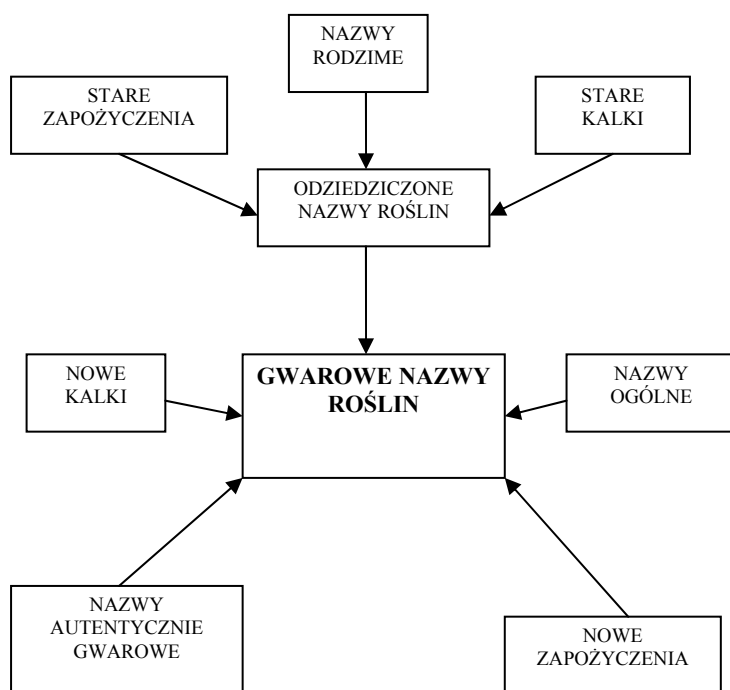 NAZWY
RODZIME
STARE
ZAPOŻYCZENIA
STARE
KALKI
ODZIEDZICZONE
NAZWY ROŚLIN
NOWE
KALKI
GWAROWE NAZWY
ROŚLIN
NAZWY
OGÓLNE
NAZWY
AUTENTYCZNIE
GWAROWE
NOWE
ZAPOŻYCZENIA